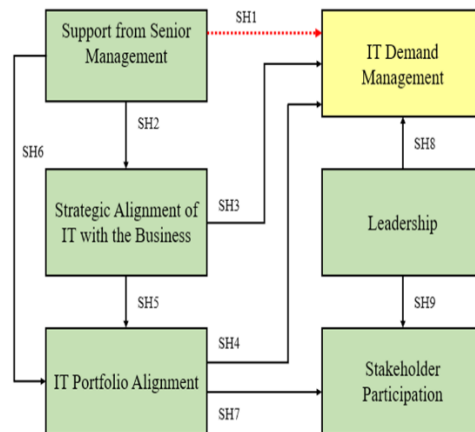 Support from Senior
Management
SH1
IT Demand
Management
SH6
SH2
SH8
Strategic Alignment of
IT with the Business
SH3
Leadership
SH5
SH4
SH9
IT Portfolio Alignment
SH7
Stakeholder
Participation